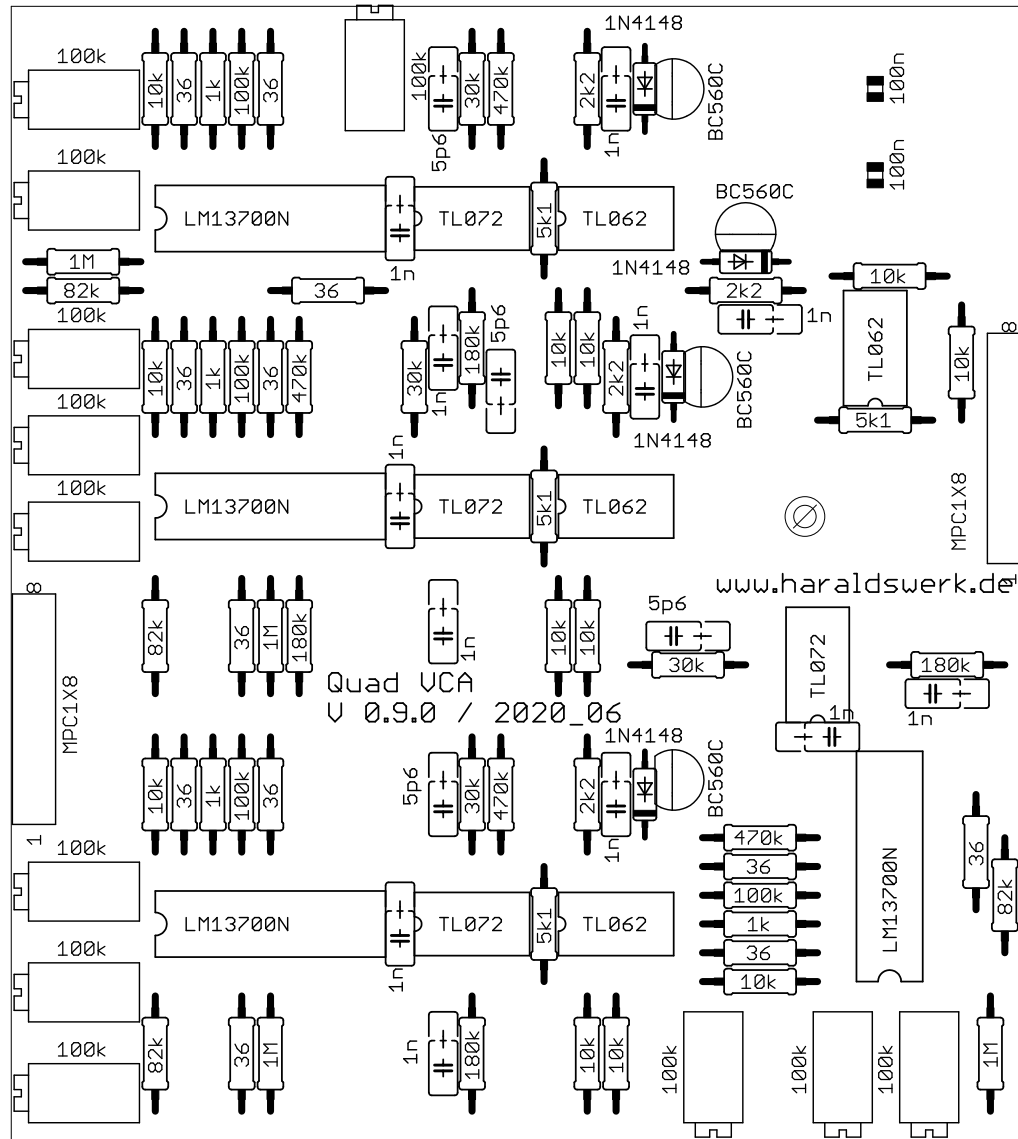 1N4148
100k
10k
36
1k
100k
36
100k
5p6
30k
470k
2k2
1n
BC560C
100n
100k
100n
LM13700N
1n
TL072
5k1
TL062
BC560C
1N4148
2k2
1n
10k
1M
82k
36
100k
10k
36
1k
100k
36
470k
30k
1n
180k
5p6
10k
10k
2k2
1n
BC560C
1N4148
TL062
5k1
10k
8
MPC1X8
1
100k
100k
LM13700N
1n
TL072
5k1
TL062
www.haraldswerk.de
8
MPC1X8
1
82k
36
1M
180k
1n
10k
10k
5p6
30k
TL072
1n
180k
1n
Quad VCA
V 0.9.0 / 2020_06
1N4148
10k
36
1k
100k
36
5p6
30k
470k
2k2
1n
BC560C
470k
36
100k
1k
36
10k
LM13700N
36
82k
100k
LM13700N
1n
TL072
5k1
TL062
100k
100k
82k
36
1M
1n
180k
10k
10k
100k
100k
100k
1M